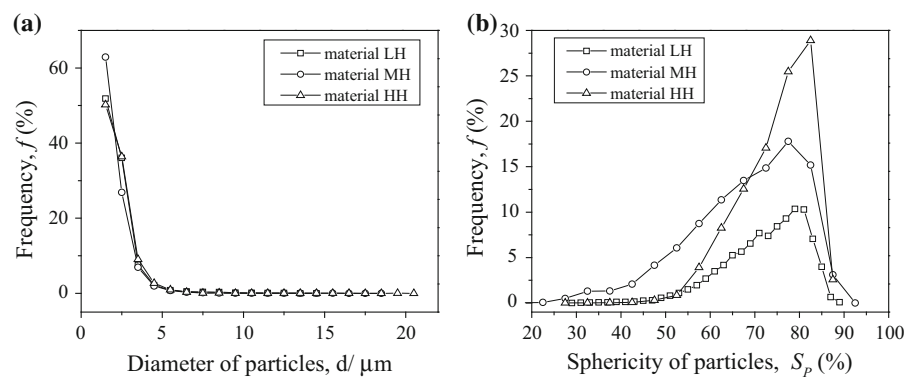 (a)
material LH
material MH
material HH
Frequency, f (%)
60
40
20
0
0 5 10 15 20
Diameter of particles, d/ μm
(b)
material LH
material MH
material HH
Frequency, f (%)
30
25
20
15
10
5
0
20 30 40 50 60 70 80 90 100
Sphericity of particles, S_P (%)